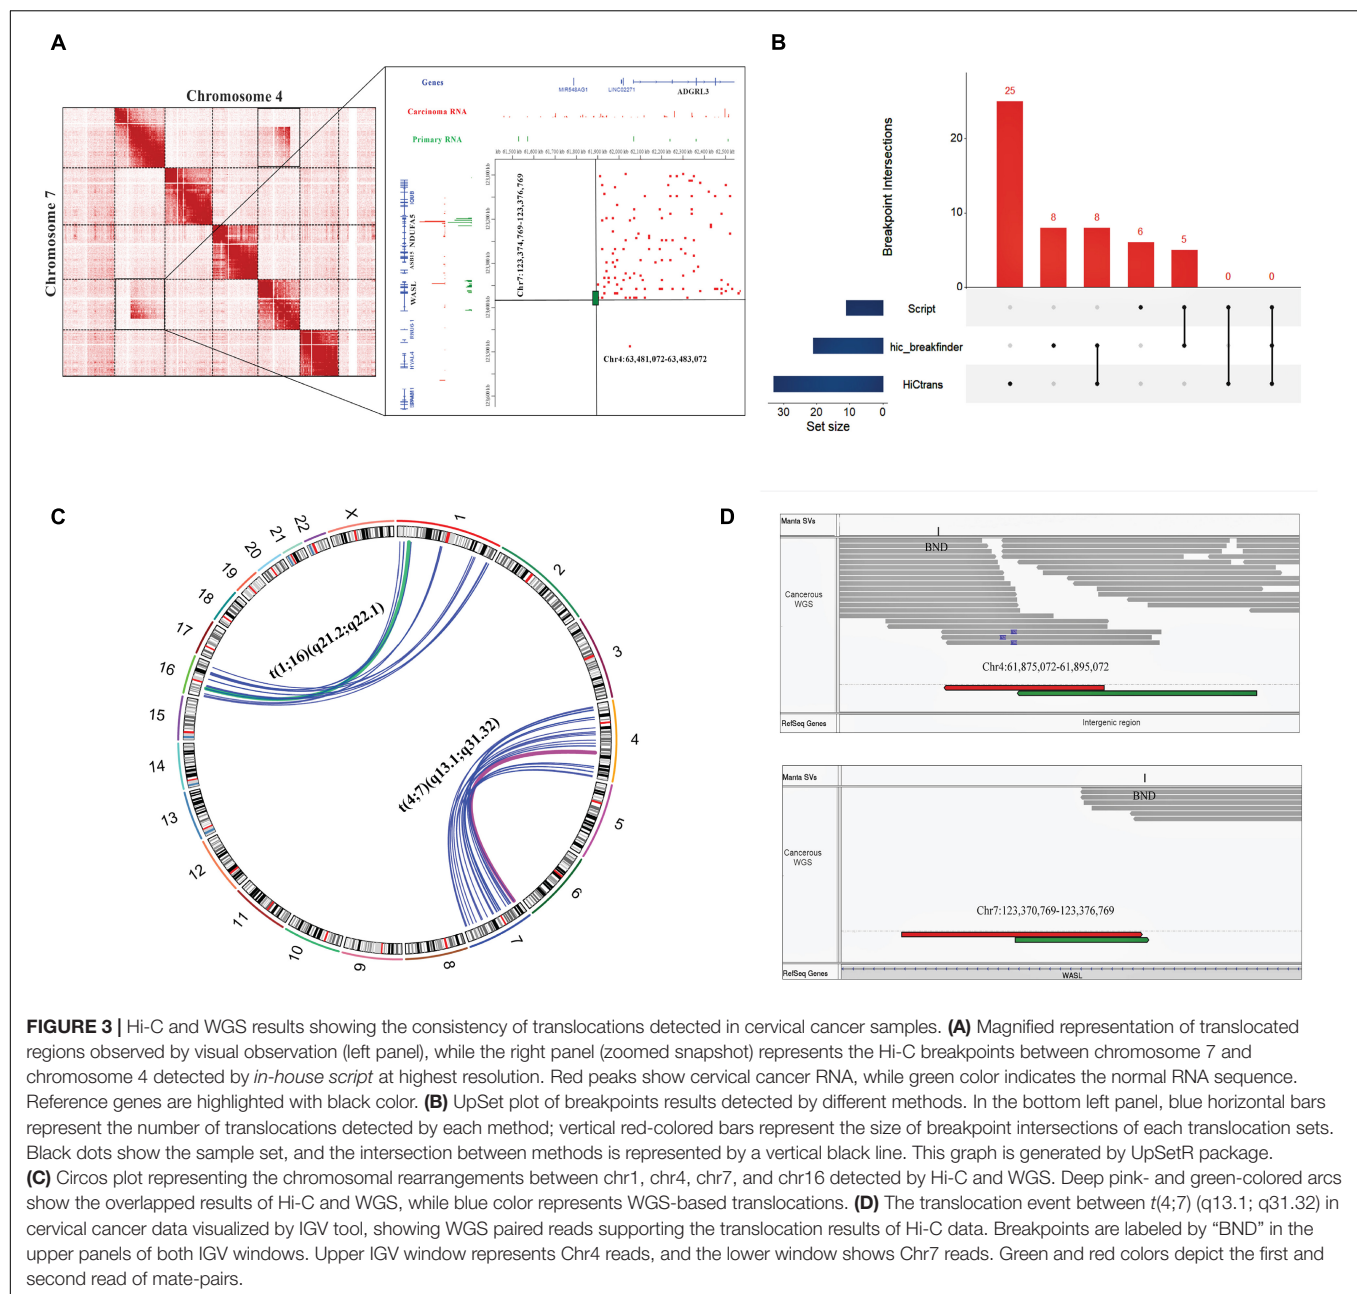 A
Chromosome 4
Chromosome 7
Genes
MIR548AG1
LINC02271
ADGRL3
Carcinoma RNA
Primary RNA
IQUB
NDUFA5
ASB15
WASL
HYAL4
SPAM1
Chr7:123,374,769-123,376,769
Chr4:63,481,072-63,483,072
B
Breakpoint Intersections
20
10
0
25
8
8
6
5
0
0
Script
hic_breakfinder
HiCtrans
30
20
10
0
Set size
C
1
2
3
4
5
6
7
8
9
10
11
12
13
14
15
16
17
18
19
20
21
22
X
t(1;16)(q21.2;q22.1)
t(4;7)(q13.1;q31.32)
D
Manta SVs
BND
Cancerous
WGS
Chr4:61,875,072-61,895,072
RefSeq Genes
Intergenic region
Manta SVs
BND
Cancerous
WGS
Chr7:123,370,769-123,376,769
RefSeq Genes
WASL
FIGURE 3 | Hi-C and WGS results showing the consistency of translocations detected in cervical cancer samples. (A) Magnified representation of translocated
regions observed by visual observation (left panel), while the right panel (zoomed snapshot) represents the Hi-C breakpoints between chromosome 7 and
chromosome 4 detected by in-house script at highest resolution. Red peaks show cervical cancer RNA, while green color indicates the normal RNA sequence.
Reference genes are highlighted with black color. (B) UpSet plot of breakpoints results detected by different methods. In the bottom left panel, blue horizontal bars
represent the number of translocations detected by each method; vertical red-colored bars represent the size of breakpoint intersections of each translocation sets.
Black dots show the sample set, and the intersection between methods is represented by a vertical black line. This graph is generated by UpSetR package.
(C) Circos plot representing the chromosomal rearrangements between chr1, chr4, chr7, and chr16 detected by Hi-C and WGS. Deep pink- and green-colored arcs
show the overlapped results of Hi-C and WGS, while blue color represents WGS-based translocations. (D) The translocation event between t(4;7) (q13.1; q31.32) in
cervical cancer data visualized by IGV tool, showing WGS paired reads supporting the translocation results of Hi-C data. Breakpoints are labeled by “BND” in the
upper panels of both IGV windows. Upper IGV window represents Chr4 reads, and the lower window shows Chr7 reads. Green and red colors depict the first and
second read of mate-pairs.